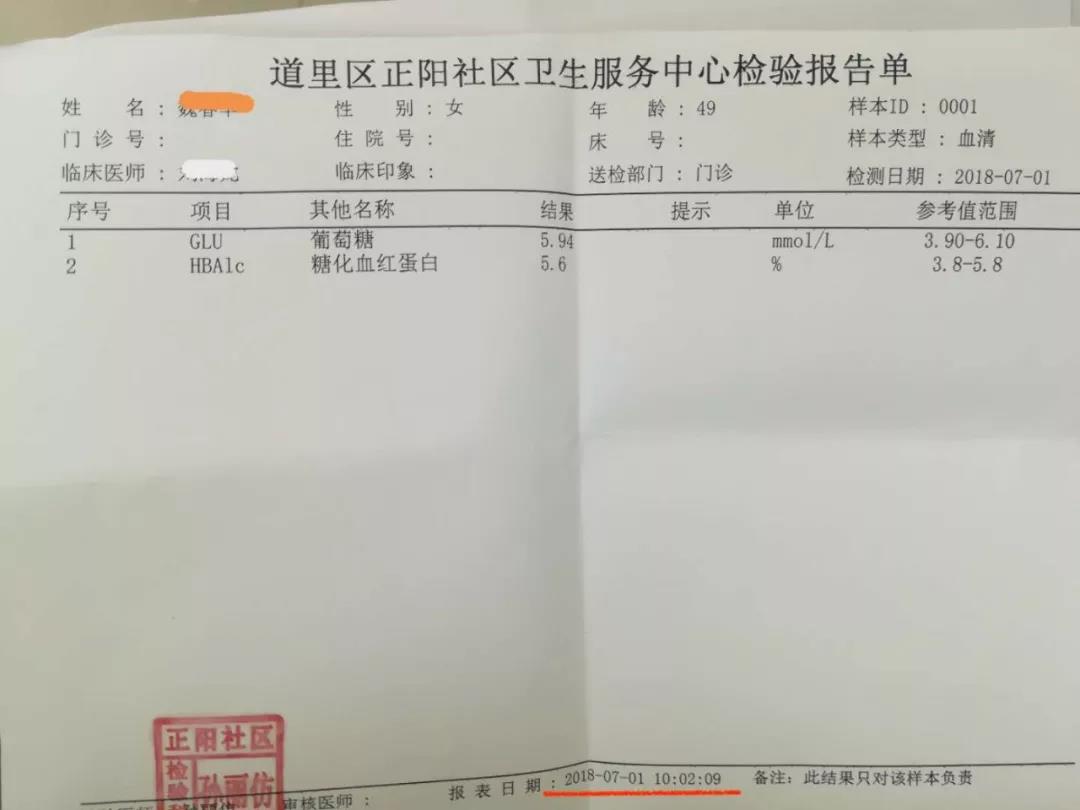 道里区正阳社区卫生服务中心检验报告单
姓 名： 性 别：女 年 龄：49 样本ID：0001
门诊号： 住院号： 床 号： 样本类型：血清
临床医师： 临床印象： 送检部门：门诊 检测日期：2018-07-01
序号 项目 其他名称 结果 提示 单位 参考值范围
1 GLU 葡萄糖 5.94 mmol/L 3.90-6.10
2 HBA1c 糖化血红蛋白 5.6 % 3.8-5.8
正阳社区
检验
孙丽仿
审核医师： 报表日期：2018-07-01 10:02:09 备注：此结果只对该样本负责